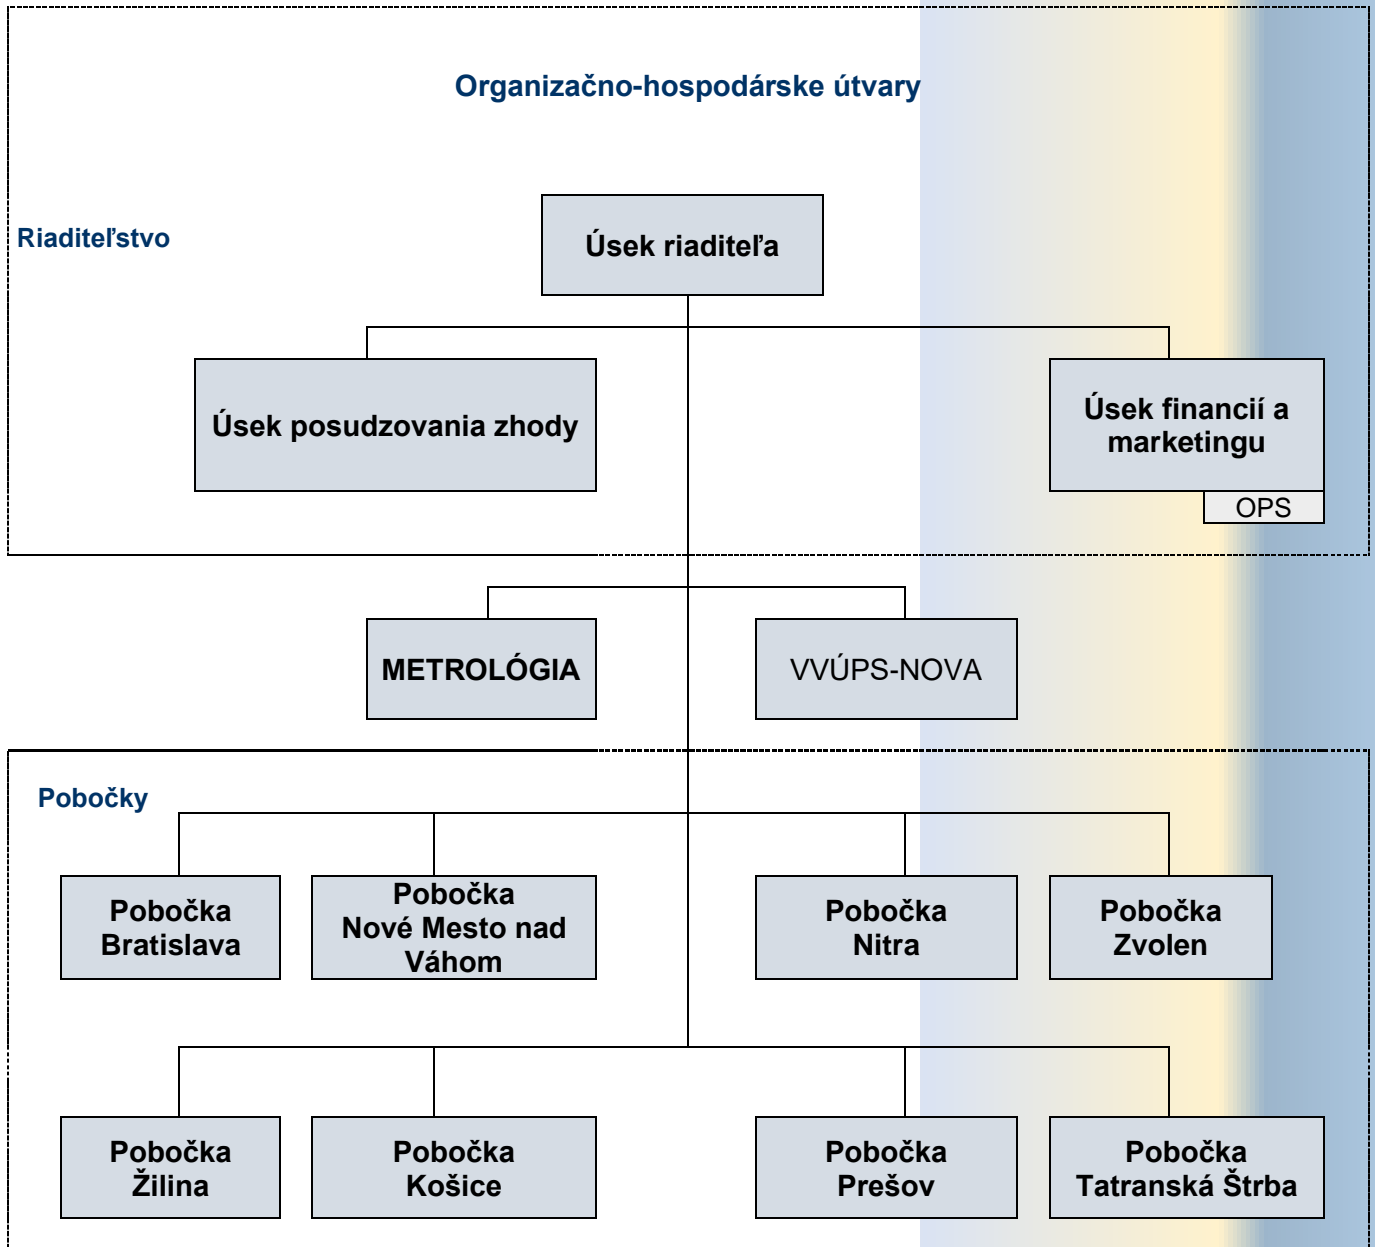 Organizačno-hospodárske útvary
Riaditeľstvo
Úsek riaditeľa
Úsek posudzovania zhody
Úsek financií a
marketingu
OPS
METROLÓGIA
VVÚPS-NOVA
Pobočky
Pobočka
Bratislava
Pobočka
Nové Mesto nad
Váhom
Pobočka
Nitra
Pobočka
Zvolen
Pobočka
Žilina
Pobočka
Košice
Pobočka
Prešov
Pobočka
Tatranská Štrba